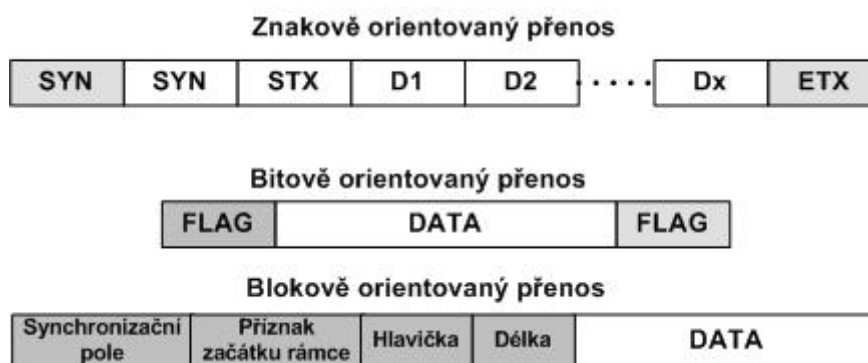 Znakově orientovaný přenos
SYN SYN STX D1 D2 ..... Dx ETX
Bitově orientovaný přenos
FLAG DATA FLAG
Blokově orientovaný přenos
Synchronizační pole Příznak začátku rámce Hlavička Délka DATA